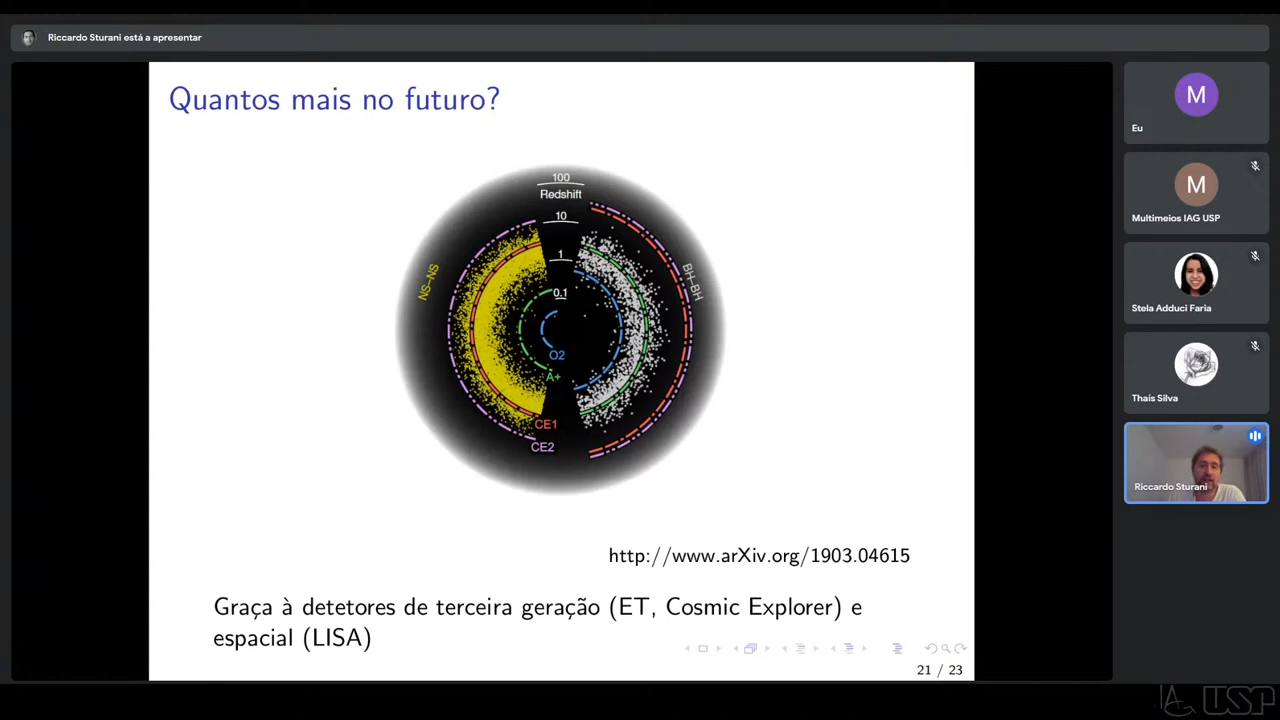 Riccardo Sturani está a apresentar
Quantos mais no futuro?
100
Redshift
10
1
0.1
NS–NS
BH–BH
O2
A+
CE1
CE2
http://www.arXiv.org/1903.04615
Graça à detetores de terceira geração (ET, Cosmic Explorer) e
espacial (LISA)
21 / 23
M
Eu
M
Multimeios IAG USP
Stela Adduci Faria
Thaís Silva
Riccardo Sturani
USP